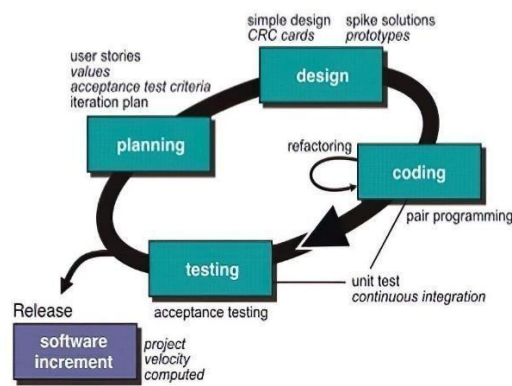 simple design
CRC cards
spike solutions
prototypes
user stories
values
acceptance test criteria
iteration plan
design
planning
refactoring
coding
pair programming
testing
unit test
continuous integration
acceptance testing
Release
software
increment
project
velocity
computed